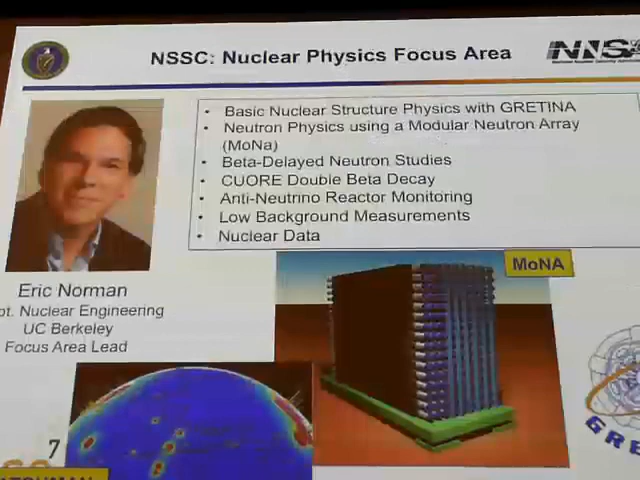 NSSC: Nuclear Physics Focus Area
NNS
• Basic Nuclear Structure Physics with GRETINA
• Neutron Physics using a Modular Neutron Array
(MoNa)
• Beta-Delayed Neutron Studies
• CUORE Double Beta Decay
• Anti-Neutrino Reactor Monitoring
• Low Background Measurements
• Nuclear Data
MoNA
Eric Norman
pt. Nuclear Engineering
UC Berkeley
Focus Area Lead
GRE
7